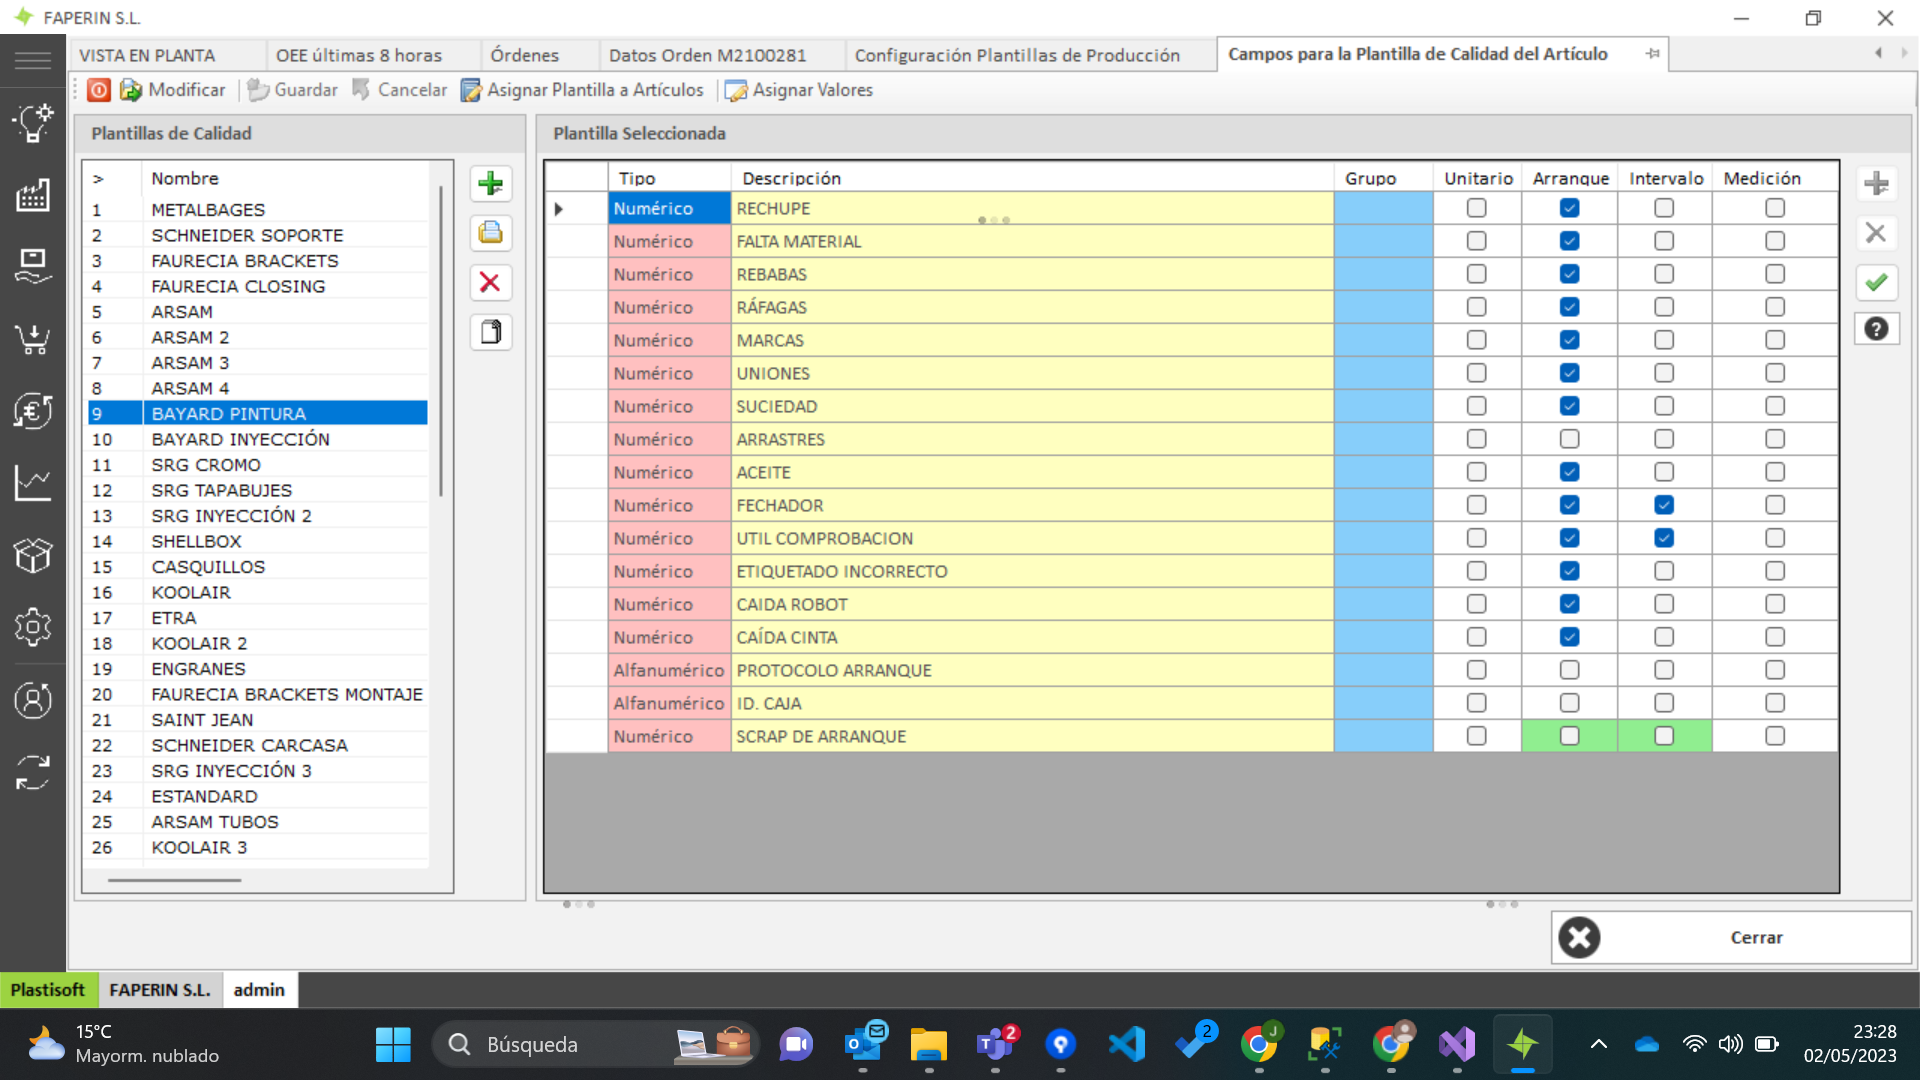 FAPERIN S.L.
VISTA EN PLANTA
OEE últimas 8 horas
Órdenes
Datos Orden M2100281
Configuración Plantillas de Producción
Campos para la Plantilla de Calidad del Artículo
Modificar
Guardar
Cancelar
Asignar Plantilla a Artículos
Asignar Valores
Plantillas de Calidad
> Nombre
1 METALBAGES
2 SCHNEIDER SOPORTE
3 FAURECIA BRACKETS
4 FAURECIA CLOSING
5 ARSAM
6 ARSAM 2
7 ARSAM 3
8 ARSAM 4
9 BAYARD PINTURA
10 BAYARD INYECCIÓN
11 SRG CROMO
12 SRG TAPABUJES
13 SRG INYECCIÓN 2
14 SHELLBOX
15 CASQUILLOS
16 KOOLAIR
17 ETRA
18 KOOLAIR 2
19 ENGRANES
20 FAURECIA BRACKETS MONTAJE
21 SAINT JEAN
22 SCHNEIDER CARCASA
23 SRG INYECCIÓN 3
24 ESTANDARD
25 ARSAM TUBOS
26 KOOLAIR 3
Plantilla Seleccionada
Tipo Descripción Grupo Unitario Arranque Intervalo Medición
Numérico RECHUPE
Numérico FALTA MATERIAL
Numérico REBABAS
Numérico RÁFAGAS
Numérico MARCAS
Numérico UNIONES
Numérico SUCIEDAD
Numérico ARRASTRES
Numérico ACEITE
Numérico FECHADOR
Numérico UTIL COMPROBACION
Numérico ETIQUETADO INCORRECTO
Numérico CAIDA ROBOT
Numérico CAÍDA CINTA
Alfanumérico PROTOCOLO ARRANQUE
Alfanumérico ID. CAJA
Numérico SCRAP DE ARRANQUE
Cerrar
Plastisoft
FAPERIN S.L.
admin
15°C
Mayorm. nublado
Búsqueda
2
2
J
23:28
02/05/2023